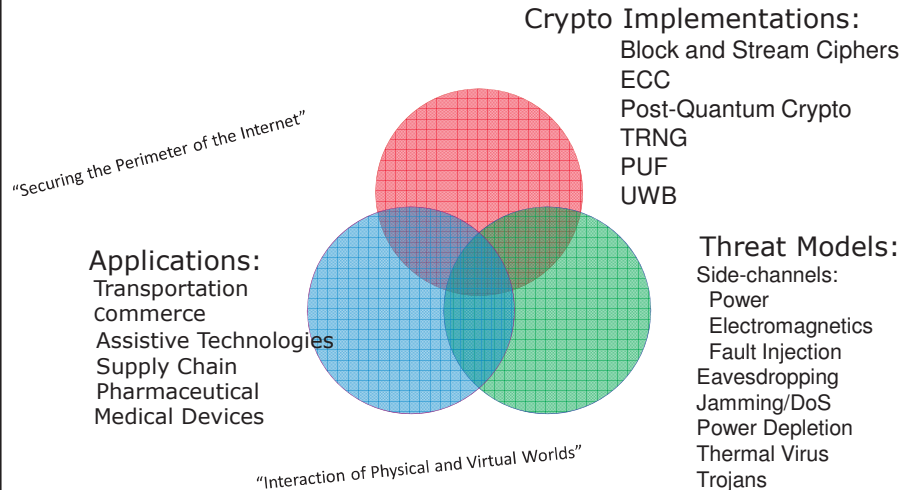 Crypto Implementations:
Block and Stream Ciphers
ECC
Post-Quantum Crypto
TRNG
PUF
UWB
“Securing the Perimeter of the Internet”
Applications:
Transportation
commerce
Assistive Technologies
Supply Chain
Pharmaceutical
Medical Devices
Threat Models:
Side-channels:
Power
Electromagnetics
Fault Injection
Eavesdropping
Jamming/DoS
Power Depletion
Thermal Virus
Trojans
“Interaction of Physical and Virtual Worlds”